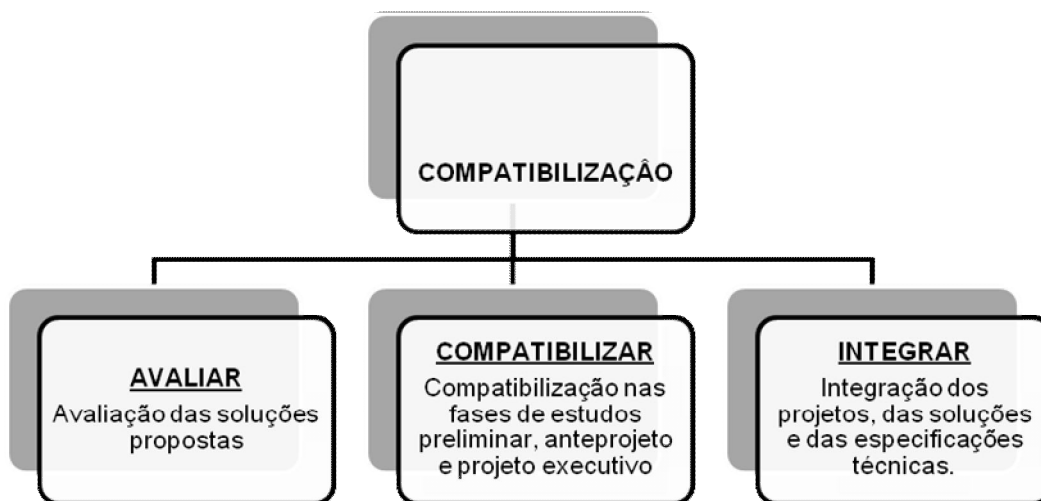 COMPATIBILIZAÇÂO
AVALIAR
Avaliação das soluções
propostas
COMPATIBILIZAR
Compatibilização nas
fases de estudos
preliminar, anteprojeto
e projeto executivo
INTEGRAR
Integração dos
projetos, das soluções
e das especificações
técnicas.